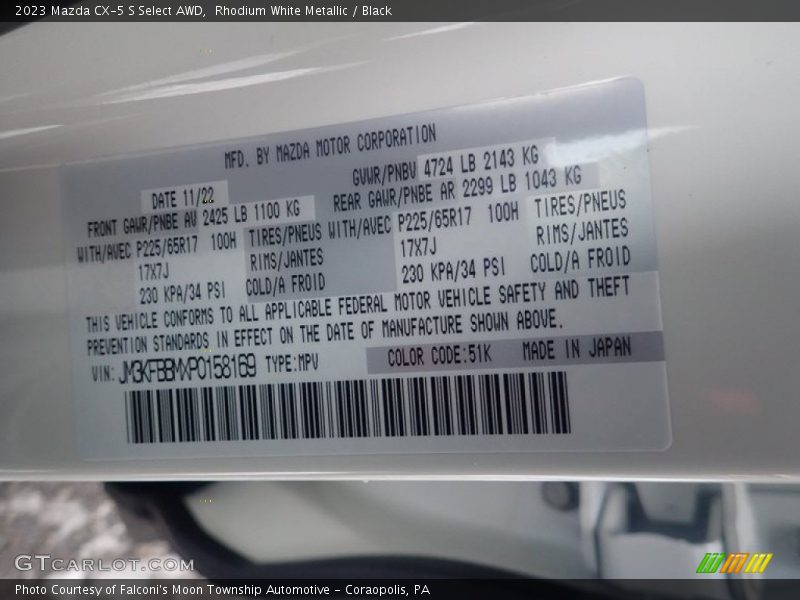 2023 Mazda CX-5 S Select AWD, Rhodium White Metallic / Black
MFD. BY MAZDA MOTOR CORPORATION
DATE 11/22 GVWR/PNBV 4724 LB 2143 KG
FRONT GAWR/PNBE AV 2425 LB 1100 KG REAR GAWR/PNBE AR 2299 LB 1043 KG
WITH/AVEC P225/65R17 100H TIRES/PNEUS WITH/AVEC P225/65R17 100H TIRES/PNEUS
17X7J RIMS/JANTES 17X7J RIMS/JANTES
230 KPA/34 PSI COLD/A FROID 230 KPA/34 PSI COLD/A FROID
THIS VEHICLE CONFORMS TO ALL APPLICABLE FEDERAL MOTOR VEHICLE SAFETY AND THEFT
PREVENTION STANDARDS IN EFFECT ON THE DATE OF MANUFACTURE SHOWN ABOVE.
VIN: JM3KFBBMXP0158169 TYPE:MPV COLOR CODE:51K MADE IN JAPAN
GTcarlot.com
Photo Courtesy of Falconi's Moon Township Automotive - Coraopolis, PA